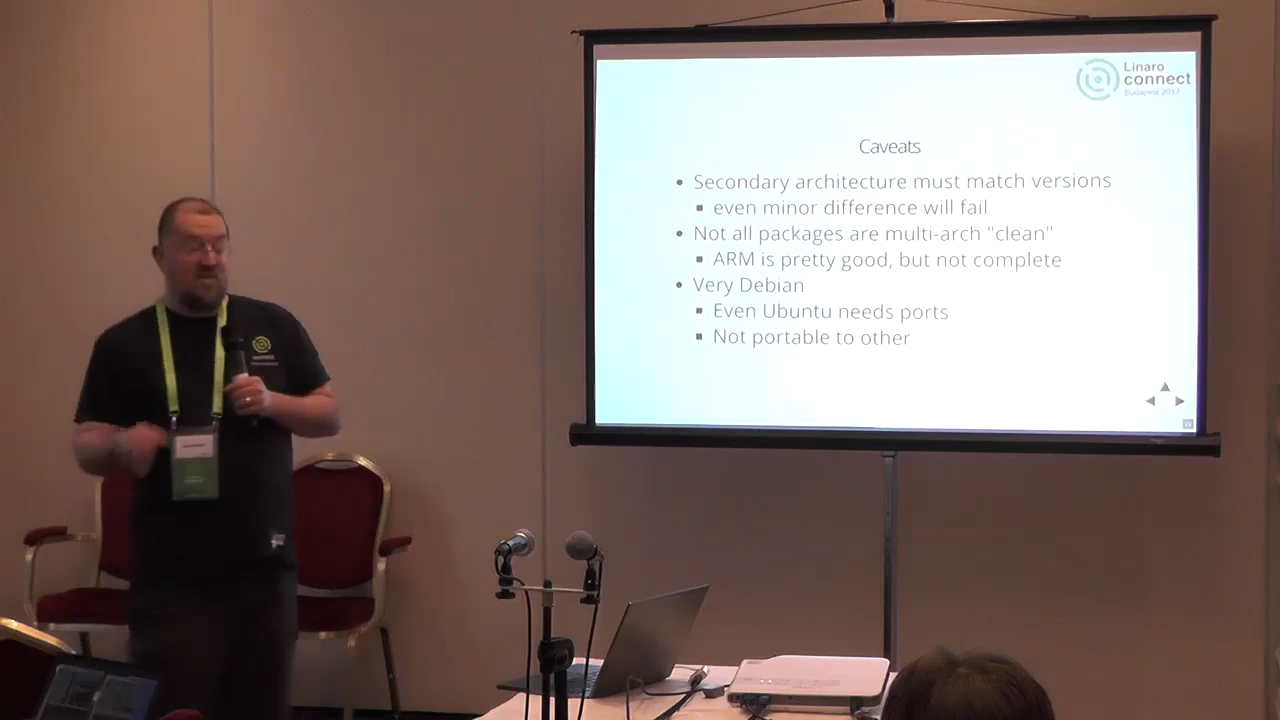 Linaro
connect
Budapest 2017
Caveats
• Secondary architecture must match versions
▪ even minor difference will fail
• Not all packages are multi-arch "clean"
▪ ARM is pretty good, but not complete
• Very Debian
▪ Even Ubuntu needs ports
▪ Not portable to other